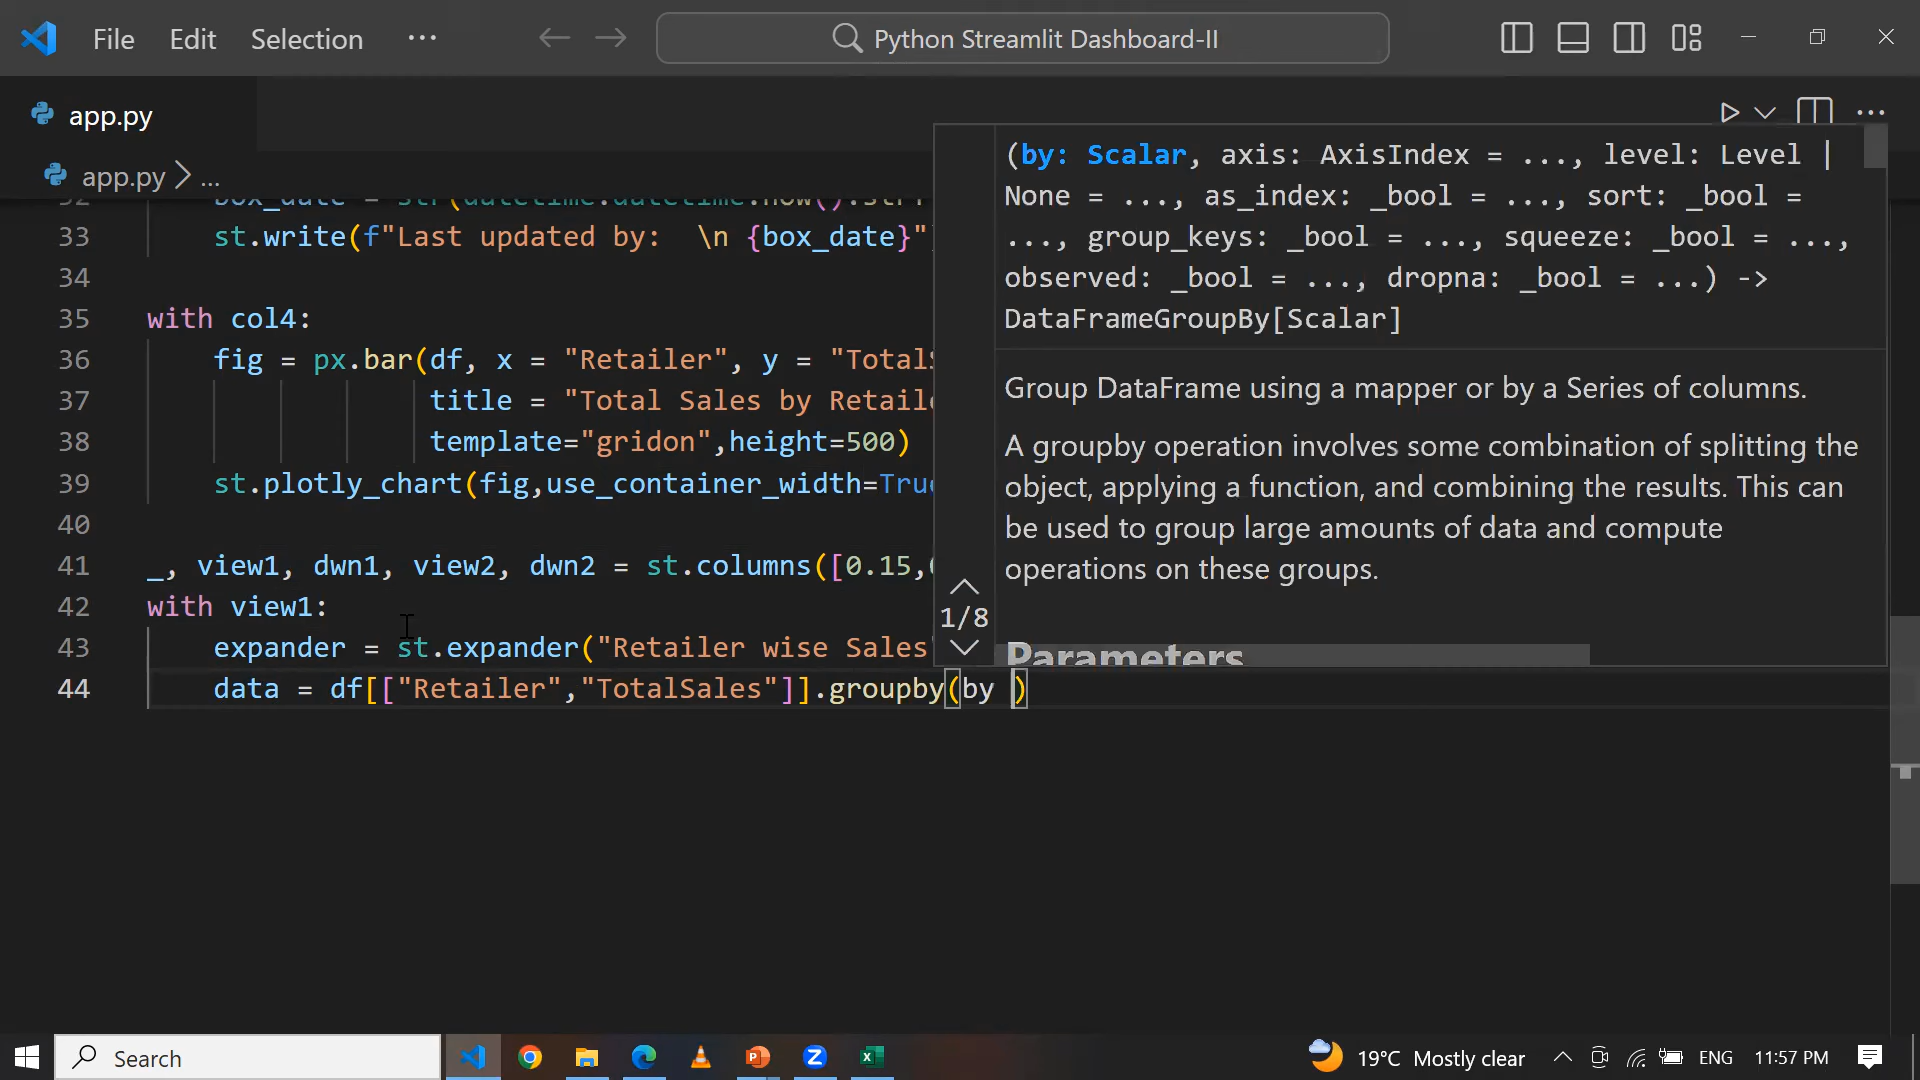 File Edit Selection ··· Python Streamlit Dashboard-II
app.py
app.py > ...
33 st.write(f"Last updated by:  \n {box_date}"
34
35 with col4:
36 fig = px.bar(df, x = "Retailer", y = "Total
37 title = "Total Sales by Retail
38 template="gridon",height=500)
39 st.plotly_chart(fig,use_container_width=True
40
41 _, view1, dwn1, view2, dwn2 = st.columns([0.15,
42 with view1:
43 expander = st.expander("Retailer wise Sales"
44 data = df[["Retailer","TotalSales"]].groupby(by )
(by: Scalar, axis: AxisIndex = ..., level: Level |
None = ..., as_index: _bool = ..., sort: _bool =
..., group_keys: _bool = ..., squeeze: _bool = ...,
observed: _bool = ..., dropna: _bool = ...) ->
DataFrameGroupBy[Scalar]
Group DataFrame using a mapper or by a Series of columns.
A groupby operation involves some combination of splitting the
object, applying a function, and combining the results. This can
be used to group large amounts of data and compute
operations on these groups.
1/8
Parameters
Search 19°C Mostly clear ENG 11:57 PM